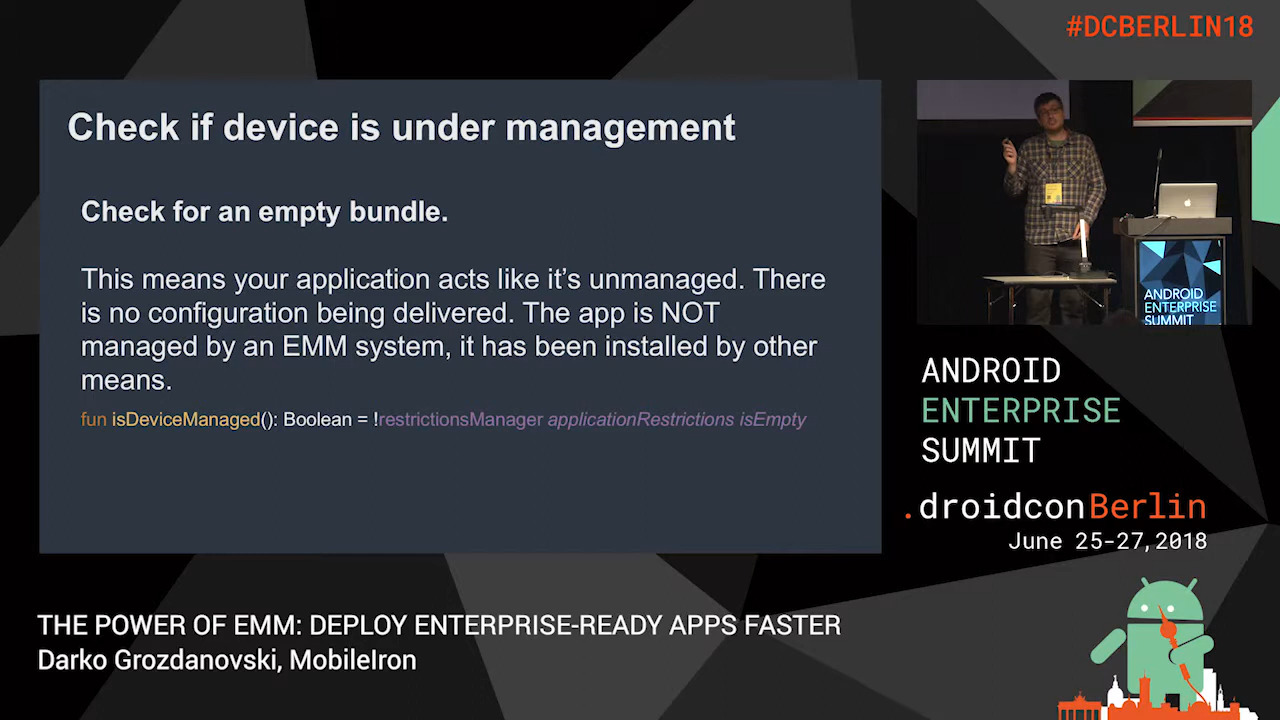 #DCBERLIN18
Check if device is under management
Check for an empty bundle.
This means your application acts like it’s unmanaged. There
is no configuration being delivered. The app is NOT
managed by an EMM system, it has been installed by other
means.
fun isDeviceManaged(): Boolean = !restrictionsManager applicationRestrictions isEmpty
ANDROID
ENTERPRISE
SUMMIT
ANDROID
ENTERPRISE
SUMMIT
.droidconBerlin
June 25-27,2018
THE POWER OF EMM: DEPLOY ENTERPRISE-READY APPS FASTER
Darko Grozdanovski, MobileIron